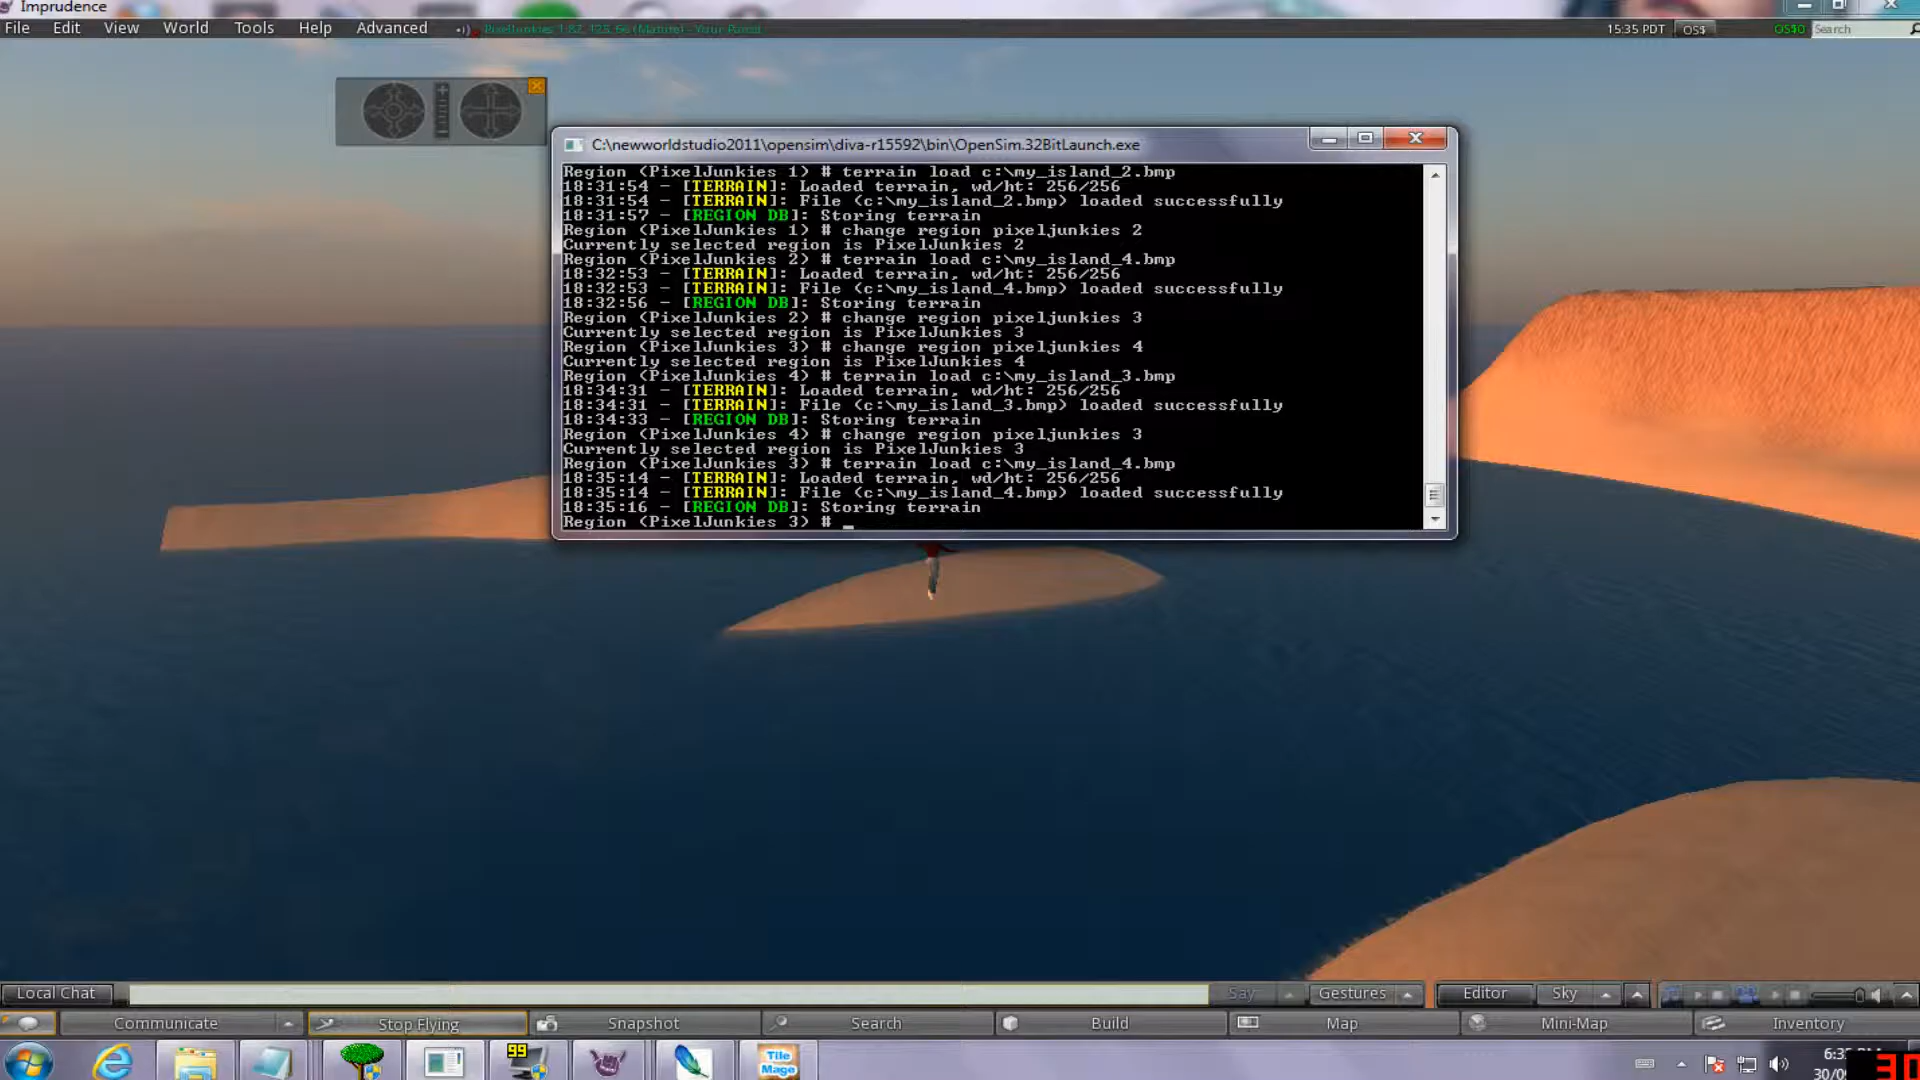 Imprudence
File Edit View World Tools Help Advanced
15:35 PDT OS$ OS$0 Search
C:\newworldstudio2011\opensim\diva-r15592\bin\OpenSim.32BitLaunch.exe
Region (PixelJunkies 1) # terrain load c:\my_island_2.bmp
18:31:54 - [TERRAIN]: Loaded terrain, wd/ht: 256/256
18:31:54 - [TERRAIN]: File (c:\my_island_2.bmp) loaded successfully
18:31:57 - [REGION DB]: Storing terrain
Region (PixelJunkies 1) # change region pixeljunkies 2
Currently selected region is PixelJunkies 2
Region (PixelJunkies 2) # terrain load c:\my_island_4.bmp
18:32:53 - [TERRAIN]: Loaded terrain, wd/ht: 256/256
18:32:53 - [TERRAIN]: File (c:\my_island_4.bmp) loaded successfully
18:32:56 - [REGION DB]: Storing terrain
Region (PixelJunkies 2) # change region pixeljunkies 3
Currently selected region is PixelJunkies 3
Region (PixelJunkies 3) # change region pixeljunkies 4
Currently selected region is PixelJunkies 4
Region (PixelJunkies 4) # terrain load c:\my_island_3.bmp
18:34:31 - [TERRAIN]: Loaded terrain, wd/ht: 256/256
18:34:31 - [TERRAIN]: File (c:\my_island_3.bmp) loaded successfully
18:34:33 - [REGION DB]: Storing terrain
Region (PixelJunkies 4) # change region pixeljunkies 3
Currently selected region is PixelJunkies 3
Region (PixelJunkies 3) # terrain load c:\my_island_4.bmp
18:35:14 - [TERRAIN]: Loaded terrain, wd/ht: 256/256
18:35:14 - [TERRAIN]: File (c:\my_island_4.bmp) loaded successfully
18:35:16 - [REGION DB]: Storing terrain
Region (PixelJunkies 3) # _
Local Chat Say Gestures Editor Sky
Communicate Stop Flying Snapshot Search Build Map Mini-Map Inventory
99
Tile
Mage
30